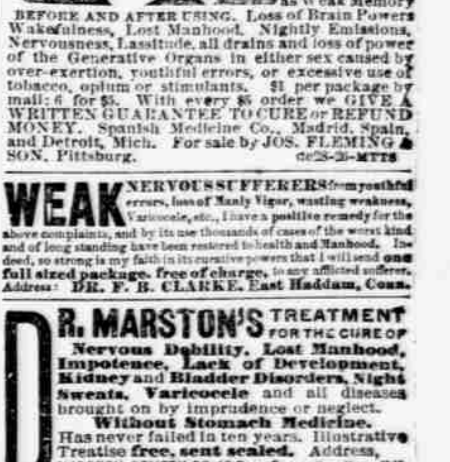 as Weak Memory
BEFORE AND AFTER USING. Loss of Brain Powers
Wakefulness, Lost Manhood, Nightly Emissions,
Nervousness, Lassitude, all drains and loss of power
of the Generative Organs in either sex caused by
over-exertion, youthful errors, or excessive use of
tobacco, opium or stimulants. $1 per package by
mail; 6 for $5. With every $5 order we GIVE A
WRITTEN GUARANTEE TO CURE or REFUND
MONEY. Spanish Medicine Co., Madrid, Spain,
and Detroit, Mich. For sale by JOS. FLEMING &
SON, Pittsburg. de28-26-MTTS
WEAK NERVOUS SUFFERERS from youthful
errors, loss of Manly Vigor, wasting weakness,
Varicocele, etc., I have a positive remedy for the
above complaints, and by its use thousands of cases of the worst kind
and of long standing have been restored to health and Manhood. In-
deed, so strong is my faith in its curative powers that I will send one
full sized package, free of charge, to any afflicted sufferer.
Address: DR. F. B. CLARKE, East Haddam, Conn.
DR. MARSTON'S TREATMENT
FOR THE CURE OF
Nervous Debility, Lost Manhood,
Impotence, Lack of Development,
Kidney and Bladder Disorders, Night
Sweats, Varicocele and all diseases
brought on by imprudence or neglect.
Without Stomach Medicine.
Has never failed in ten years. Illustrative
Treatise free, sent sealed. Address,